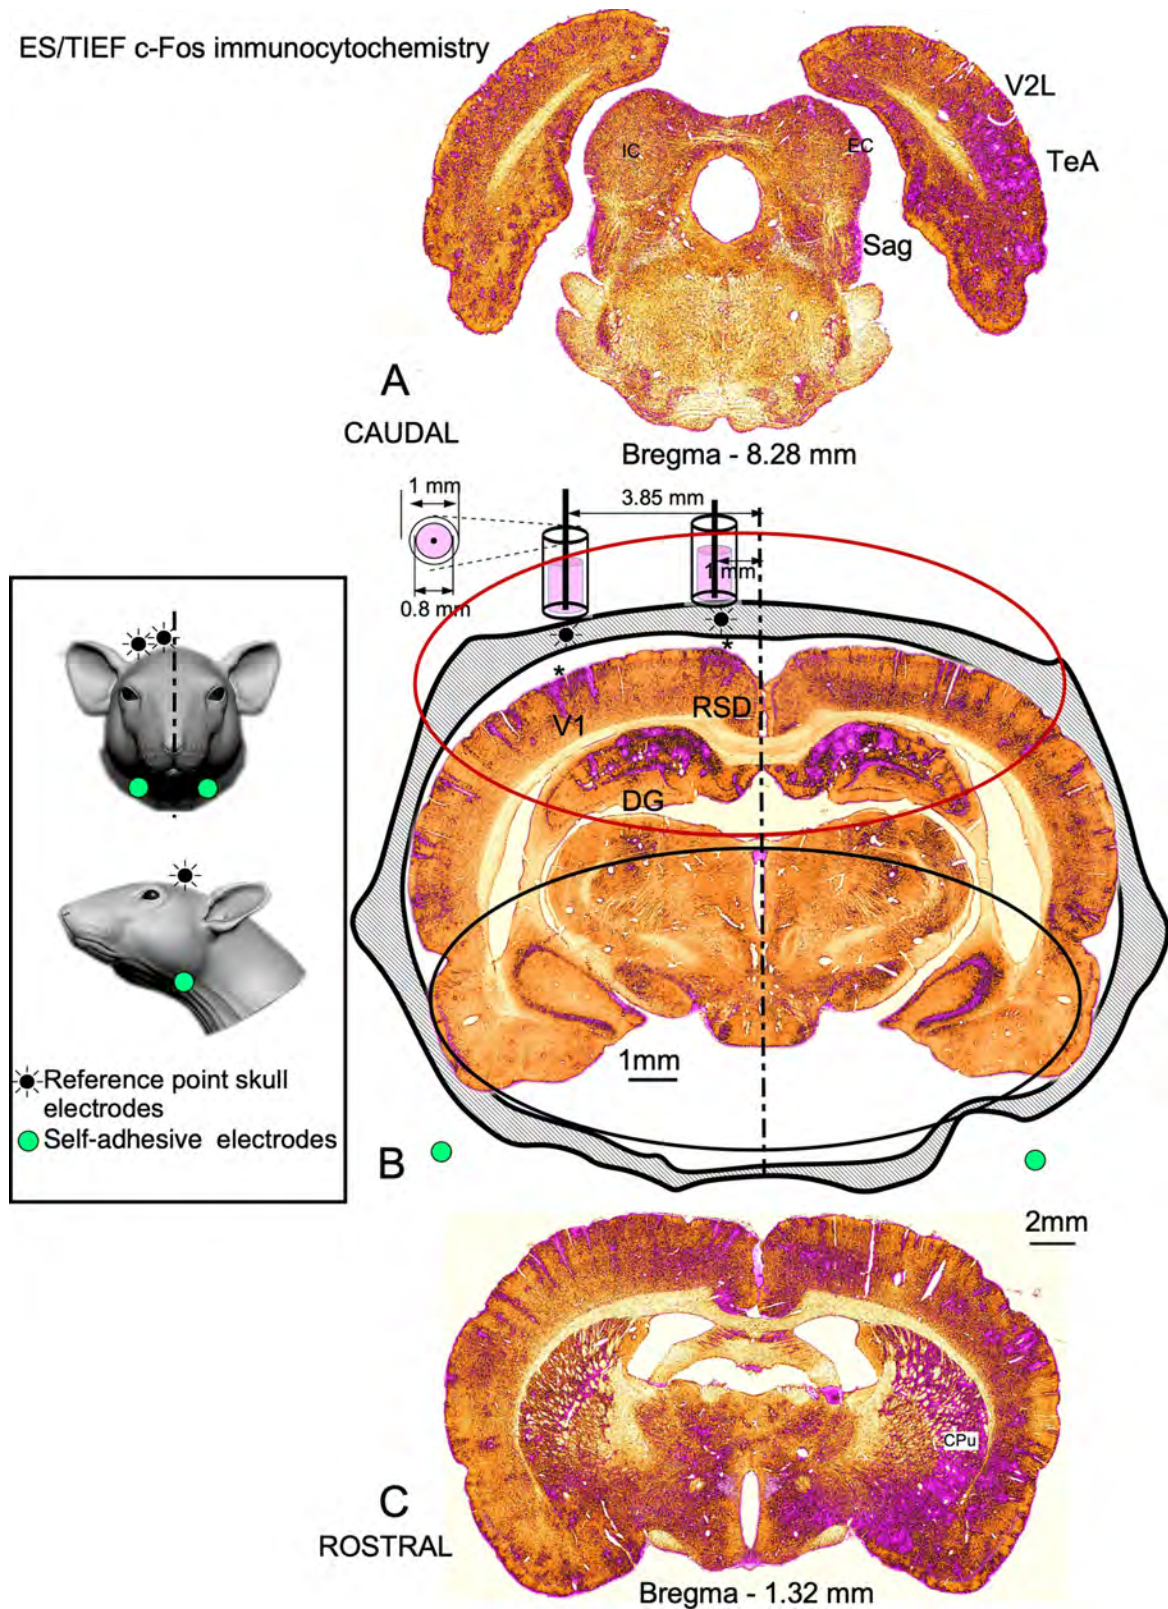 ES/TIEF c-Fos immunocytochemistry
V2L
IC
EC
TeA
Sag
A
CAUDAL
Bregma - 8.28 mm
1 mm
3.85 mm
1 mm
0.8 mm
*
*
V1
RSD
DG
1mm
Reference point skull
electrodes
Self-adhesive electrodes
B
2mm
CPu
C
ROSTRAL
Bregma - 1.32 mm